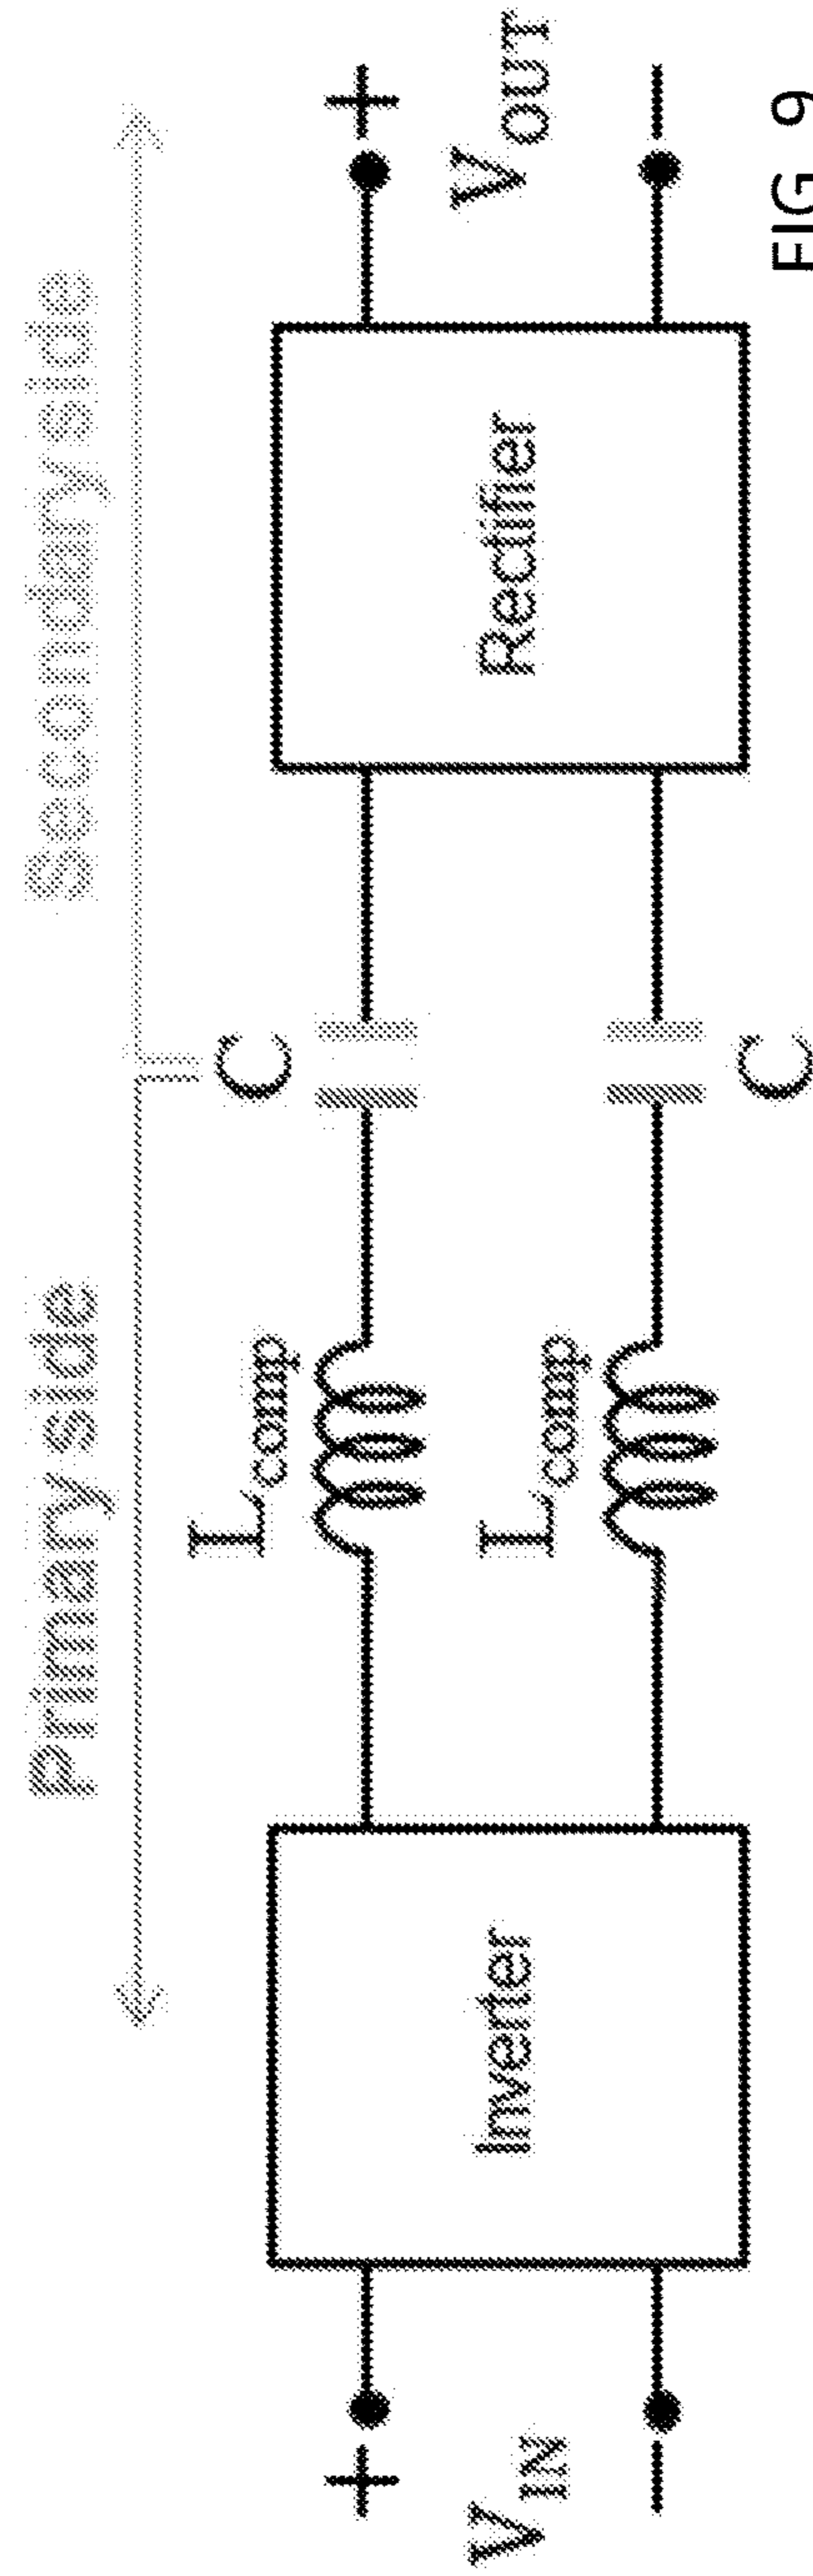 Primary side
Secondary side
L comp
C
+
V IN
−
Inverter
Rectifier
+
V OUT
−
L comp
C
FIG 9